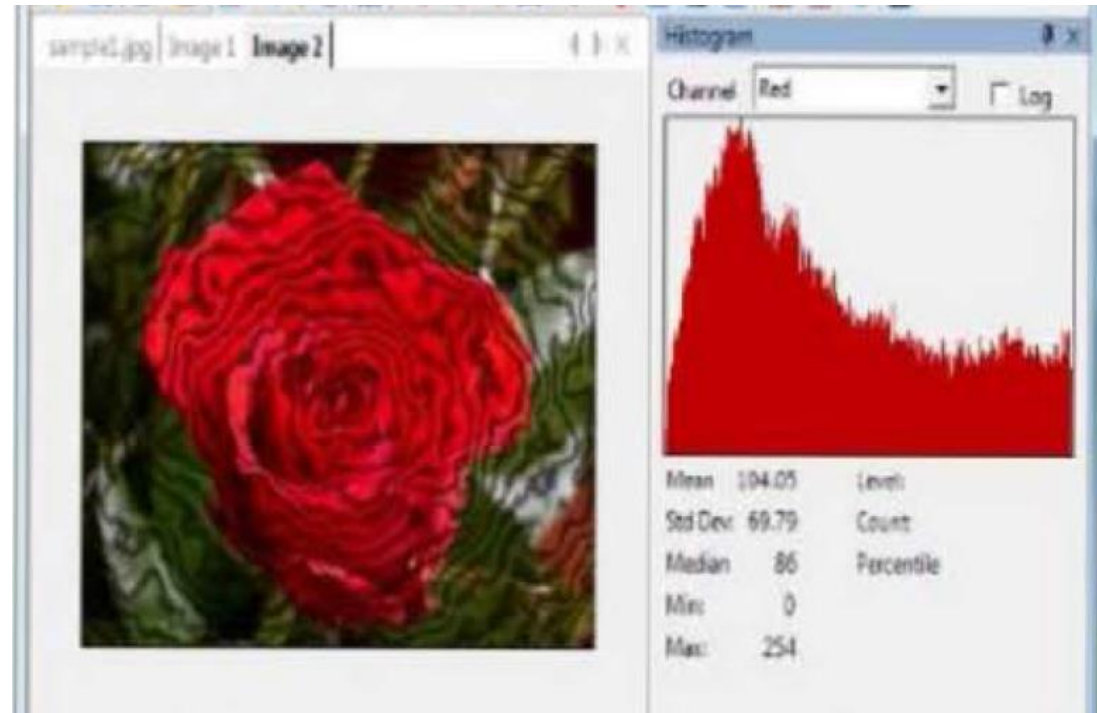 sample1.jpg Image 1 Image 2
Histogram
Channel Red Log
Mean 104.05 Level:
Std Dev: 69.79 Count:
Median 86 Percentile
Min: 0
Max: 254